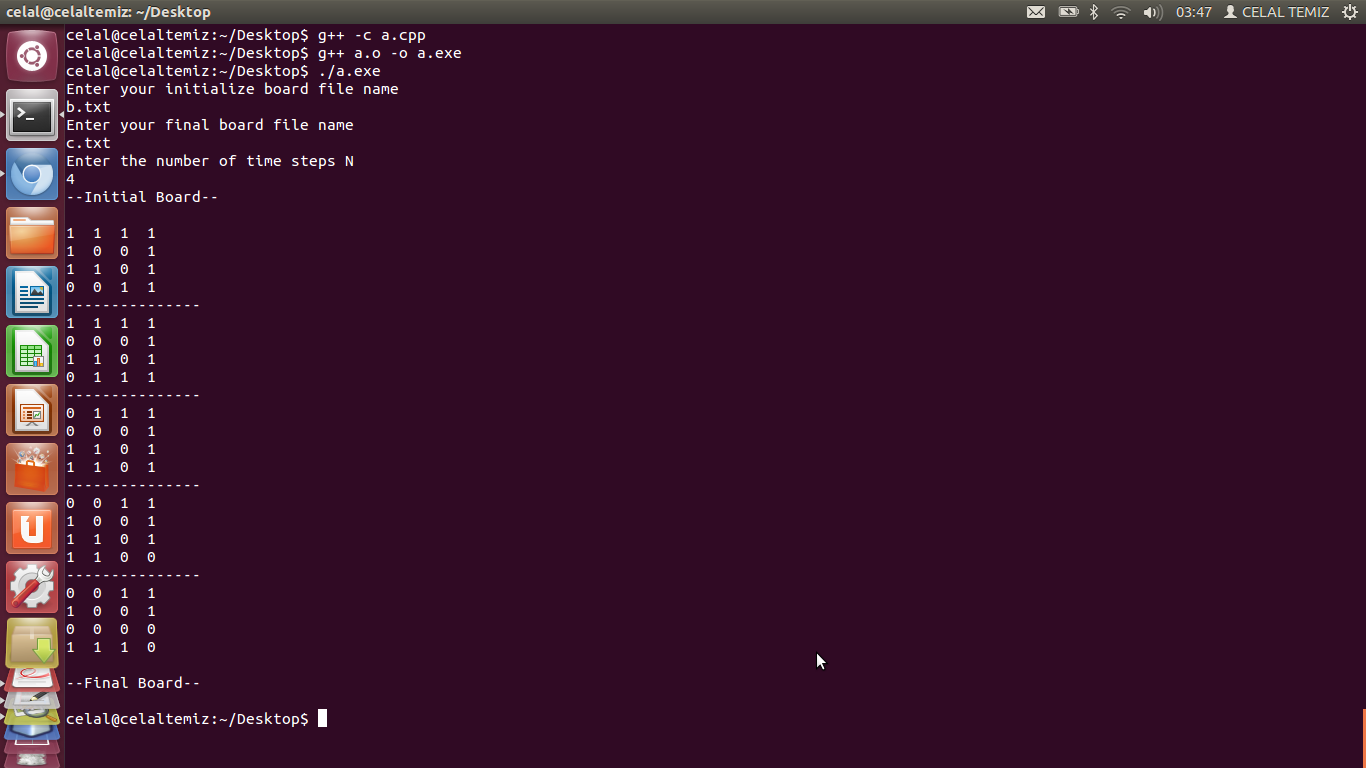 celal@celaltemiz: ~/Desktop 03:47 CELAL TEMIZ
celal@celaltemiz:~/Desktop$ g++ -c a.cpp
celal@celaltemiz:~/Desktop$ g++ a.o -o a.exe
celal@celaltemiz:~/Desktop$ ./a.exe
Enter your initialize board file name
b.txt
Enter your final board file name
c.txt
Enter the number of time steps N
4
--Initial Board--
1 1 1 1
1 0 0 1
1 1 0 1
0 0 1 1
---------------
1 1 1 1
0 0 0 1
1 1 0 1
0 1 1 1
---------------
0 1 1 1
0 0 0 1
1 1 0 1
1 1 0 1
---------------
0 0 1 1
1 0 0 1
1 1 0 1
1 1 0 0
---------------
0 0 1 1
1 0 0 1
0 0 0 0
1 1 1 0
--Final Board--
celal@celaltemiz:~/Desktop$